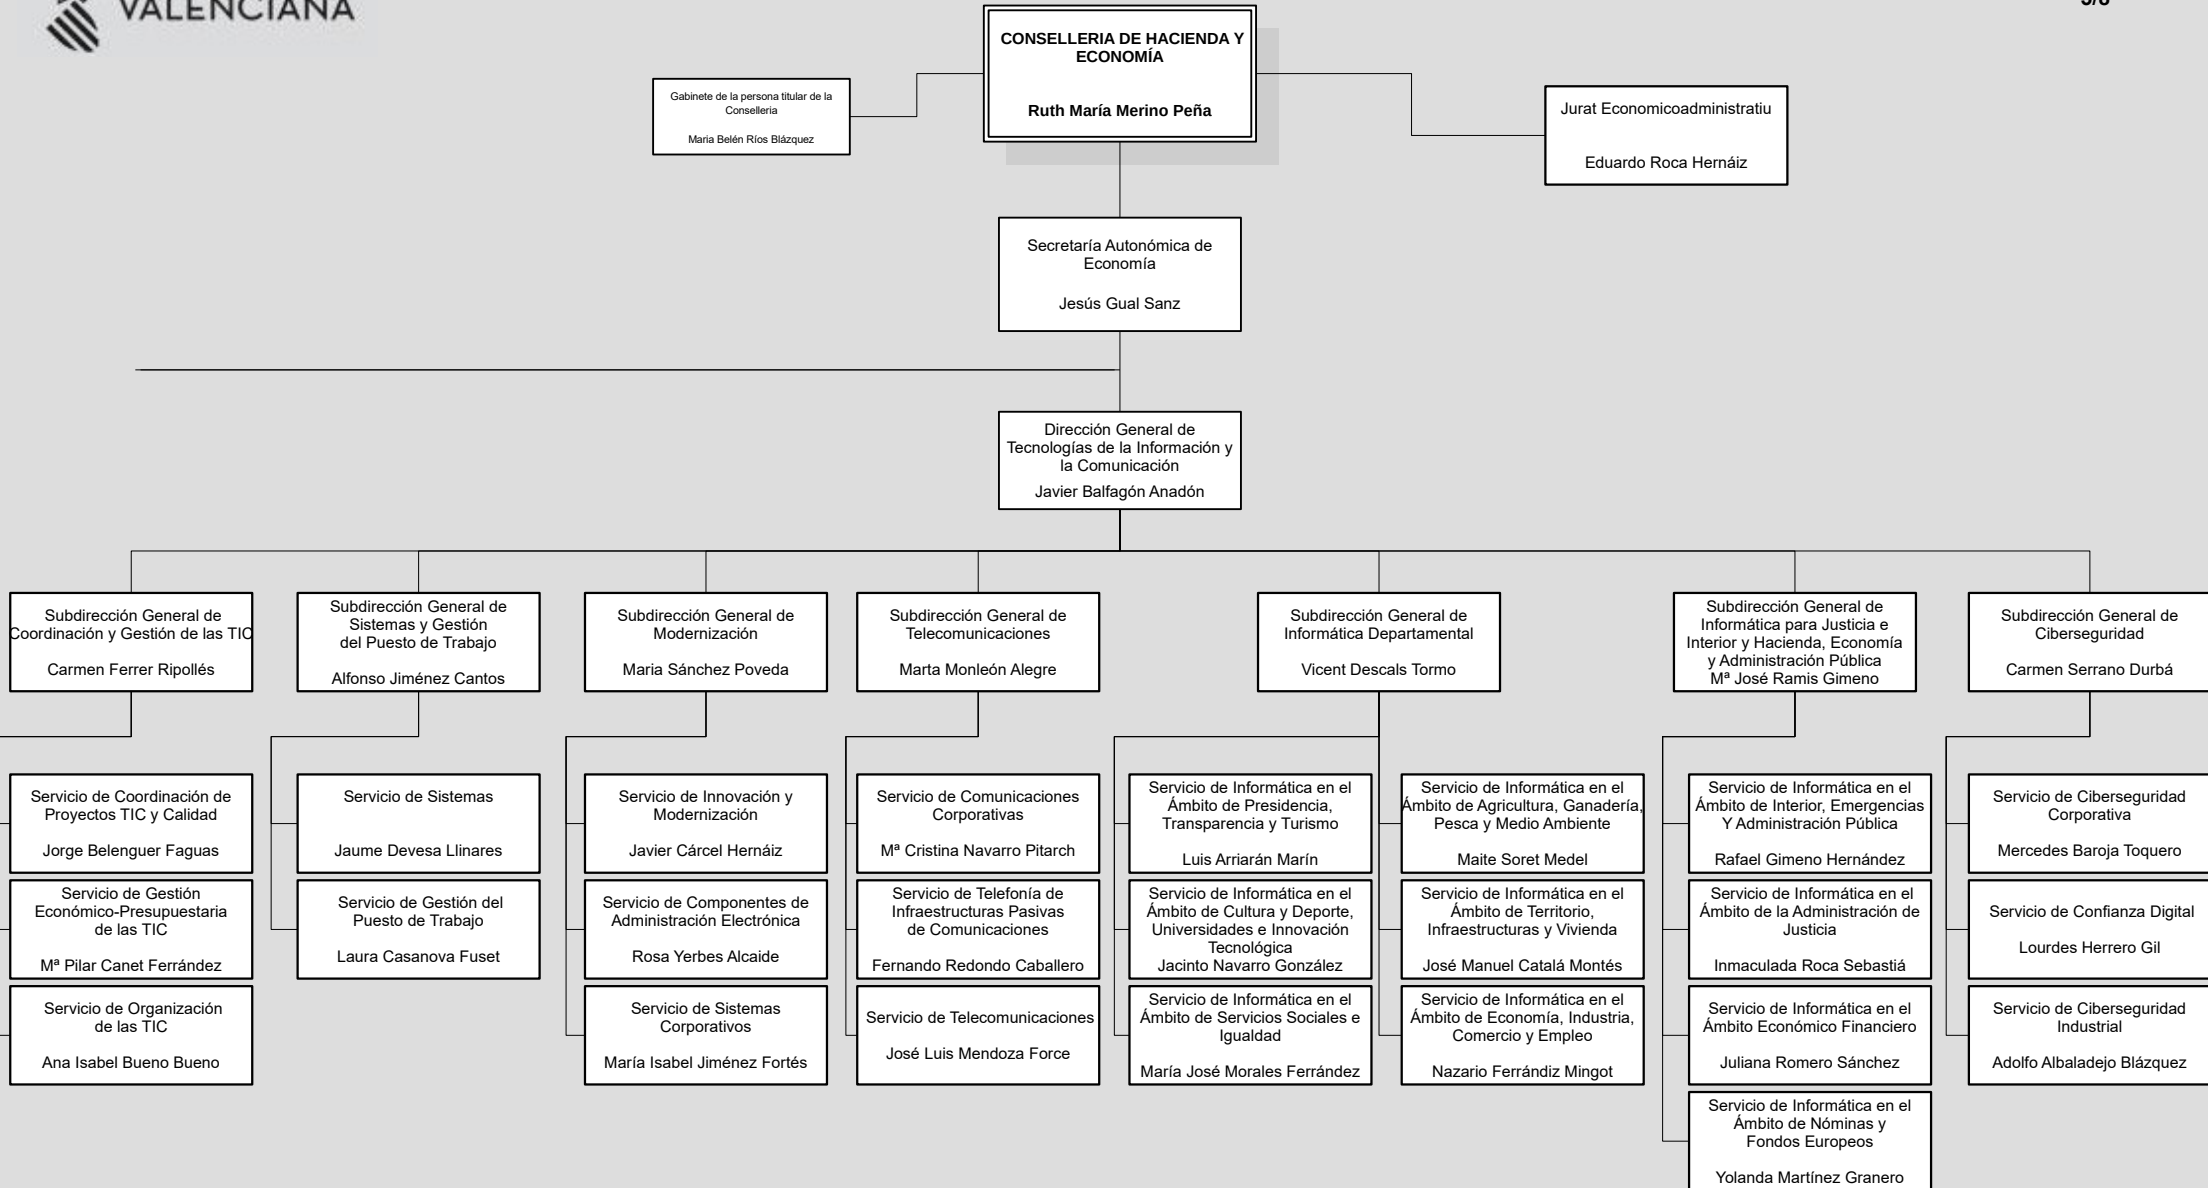 VALENCIANA
CONSELLERIA DE HACIENDA Y
ECONOMÍA
Ruth María Merino Peña
Gabinete de la persona titular de la
Conselleria
Maria Belén Ríos Blázquez
Jurat Economicoadministratiu
Eduardo Roca Hernáiz
Secretaría Autonómica de
Economía
Jesús Gual Sanz
Dirección General de
Tecnologías de la Información y
la Comunicación
Javier Balfagón Anadón
Subdirección General de
Coordinación y Gestión de las TIC
Carmen Ferrer Ripollés
Subdirección General de
Sistemas y Gestión
del Puesto de Trabajo
Alfonso Jiménez Cantos
Subdirección General de
Modernización
Maria Sánchez Poveda
Subdirección General de
Telecomunicaciones
Marta Monleón Alegre
Subdirección General de
Informática Departamental
Vicent Descals Tormo
Subdirección General de
Informática para Justicia e
Interior y Hacienda, Economía
y Administración Pública
Mª José Ramis Gimeno
Subdirección General de
Ciberseguridad
Carmen Serrano Durbá
Servicio de Coordinación de
Proyectos TIC y Calidad
Jorge Belenguer Faguas
Servicio de Gestión
Económico-Presupuestaria
de las TIC
Mª Pilar Canet Ferrández
Servicio de Organización
de las TIC
Ana Isabel Bueno Bueno
Servicio de Sistemas
Jaume Devesa Llinares
Servicio de Gestión del
Puesto de Trabajo
Laura Casanova Fuset
Servicio de Innovación y
Modernización
Javier Cárcel Hernáiz
Servicio de Componentes de
Administración Electrónica
Rosa Yerbes Alcaide
Servicio de Sistemas
Corporativos
María Isabel Jiménez Fortés
Servicio de Comunicaciones
Corporativas
Mª Cristina Navarro Pitarch
Servicio de Telefonía de
Infraestructuras Pasivas
de Comunicaciones
Fernando Redondo Caballero
Servicio de Telecomunicaciones
José Luis Mendoza Force
Servicio de Informática en el
Ámbito de Presidencia,
Transparencia y Turismo
Luis Arriarán Marín
Servicio de Informática en el
Ámbito de Cultura y Deporte,
Universidades e Innovación
Tecnológica
Jacinto Navarro González
Servicio de Informática en el
Ámbito de Servicios Sociales e
Igualdad
María José Morales Ferrández
Servicio de Informática en el
Ámbito de Agricultura, Ganadería,
Pesca y Medio Ambiente
Maite Soret Medel
Servicio de Informática en el
Ámbito de Territorio,
Infraestructuras y Vivienda
José Manuel Catalá Montés
Servicio de Informática en el
Ámbito de Economía, Industria,
Comercio y Empleo
Nazario Ferrándiz Mingot
Servicio de Informática en el
Ámbito de Interior, Emergencias
Y Administración Pública
Rafael Gimeno Hernández
Servicio de Informática en el
Ámbito de la Administración de
Justicia
Inmaculada Roca Sebastiá
Servicio de Informática en el
Ámbito Económico Financiero
Juliana Romero Sánchez
Servicio de Informática en el
Ámbito de Nóminas y
Fondos Europeos
Yolanda Martínez Granero
Servicio de Ciberseguridad
Corporativa
Mercedes Baroja Toquero
Servicio de Confianza Digital
Lourdes Herrero Gil
Servicio de Ciberseguridad
Industrial
Adolfo Albaladejo Blázquez